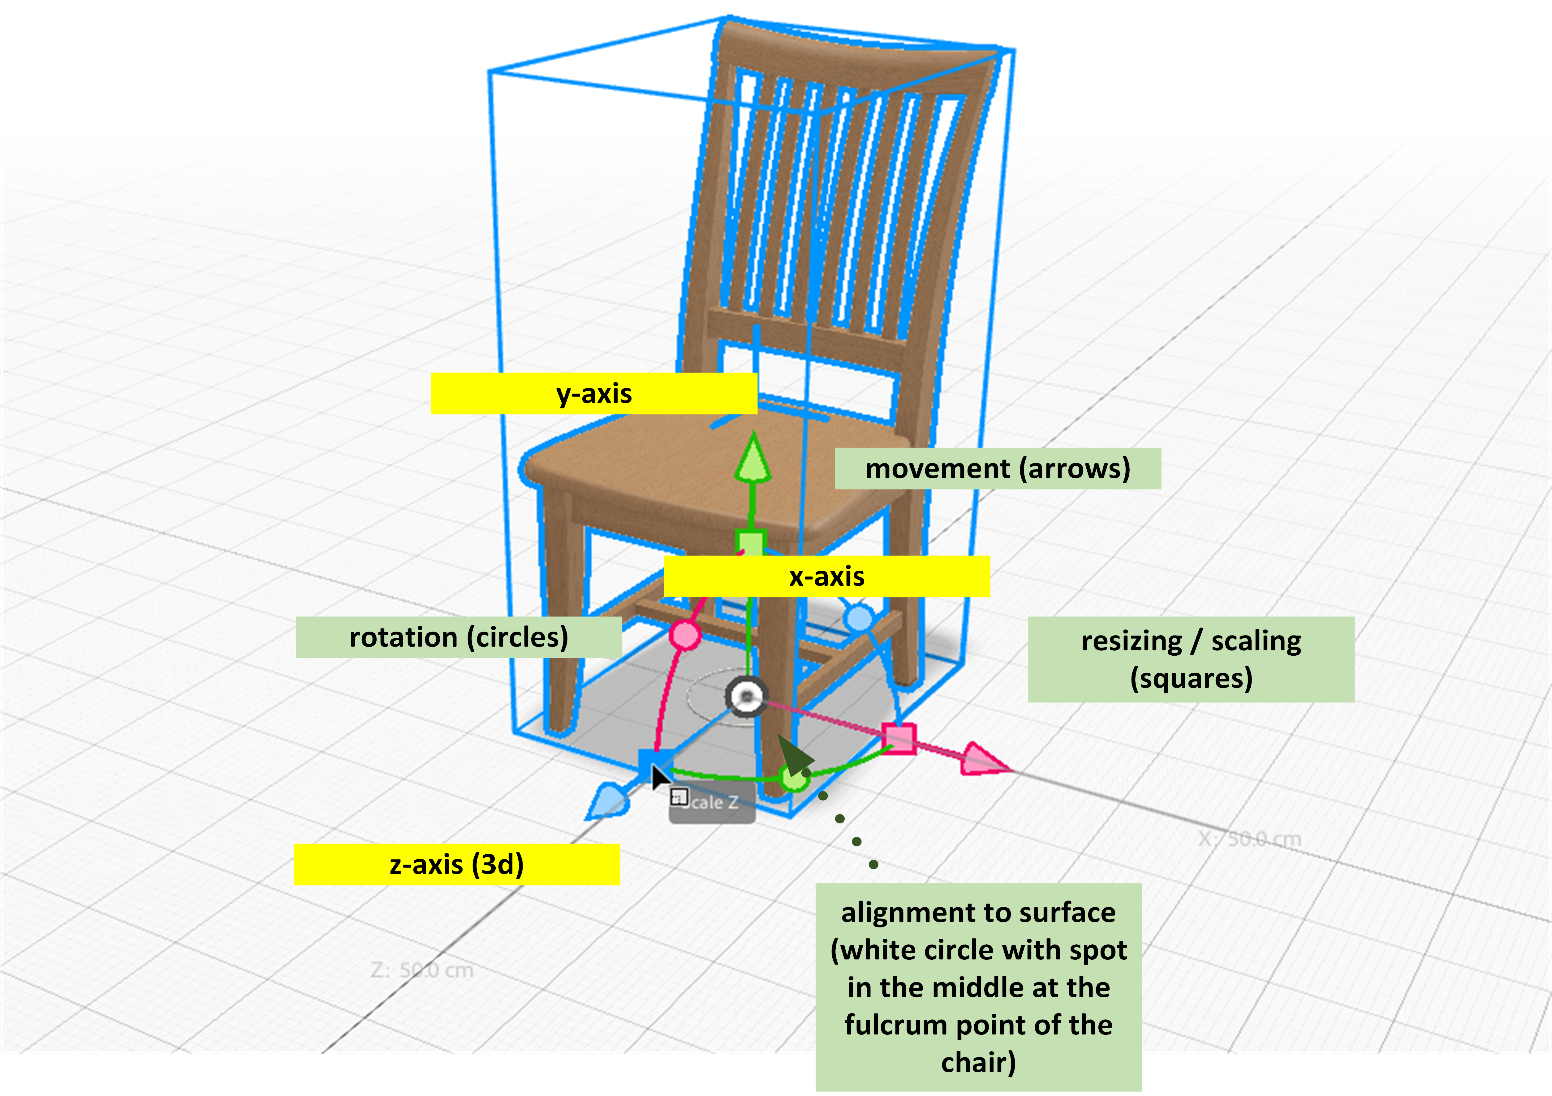 y-axis
movement (arrows)
x-axis
rotation (circles)
resizing / scaling
(squares)
cale Z
X: 50.0 cm
z-axis (3d)
alignment to surface
(white circle with spot
in the middle at the
fulcrum point of the
chair)
Z: 50.0 cm